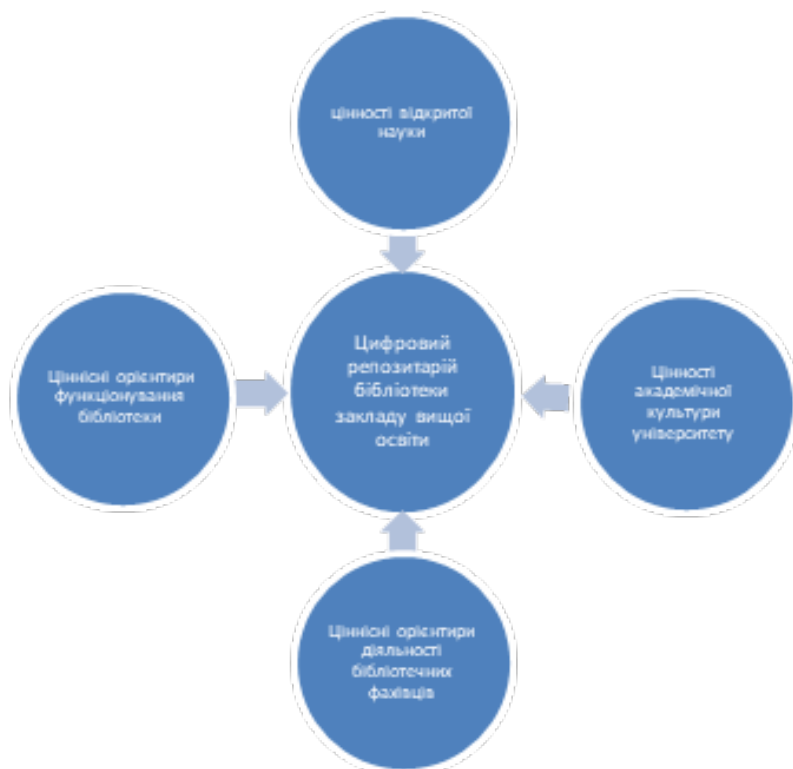 цінності відкритої
науки
Цифровий
репозитарій
бібліотеки
закладу вищої
освіти
Ціннісні орієнтири
функціонування
бібліотеки
Цінності
академічної
культури
університету
Ціннісні орієнтири
діяльності
бібліотечних
фахівців